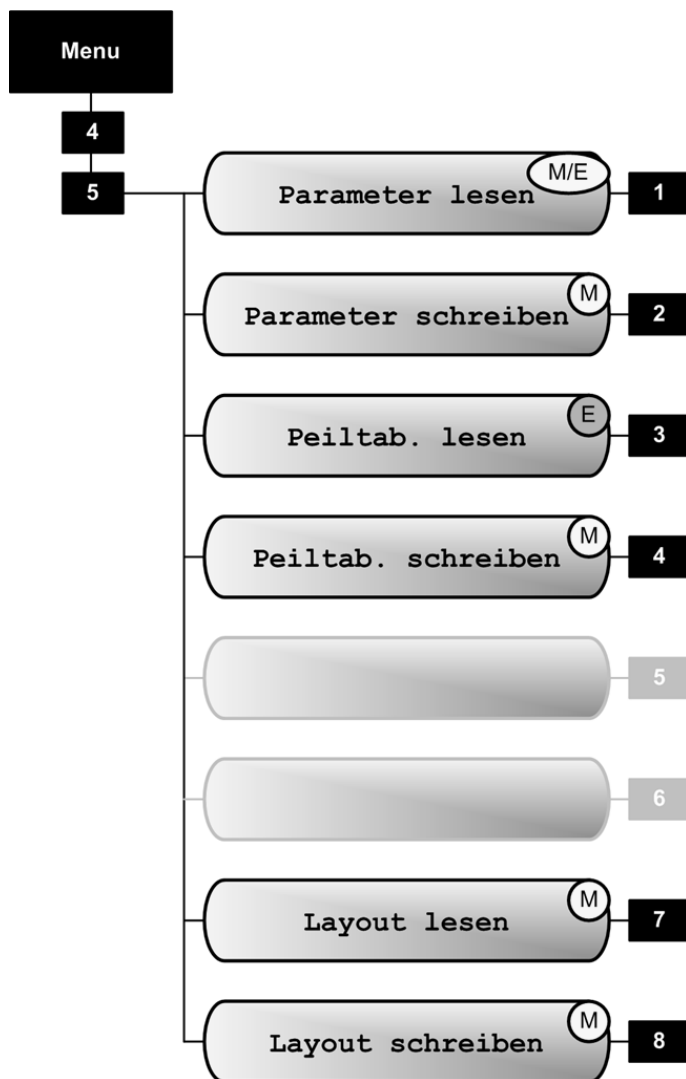 Menu
4
5
M/E
Parameter lesen
1
M
Parameter schreiben
2
E
Peiltab. lesen
3
M
Peiltab. schreiben
4
5
6
M
Layout lesen
7
M
Layout schreiben
8